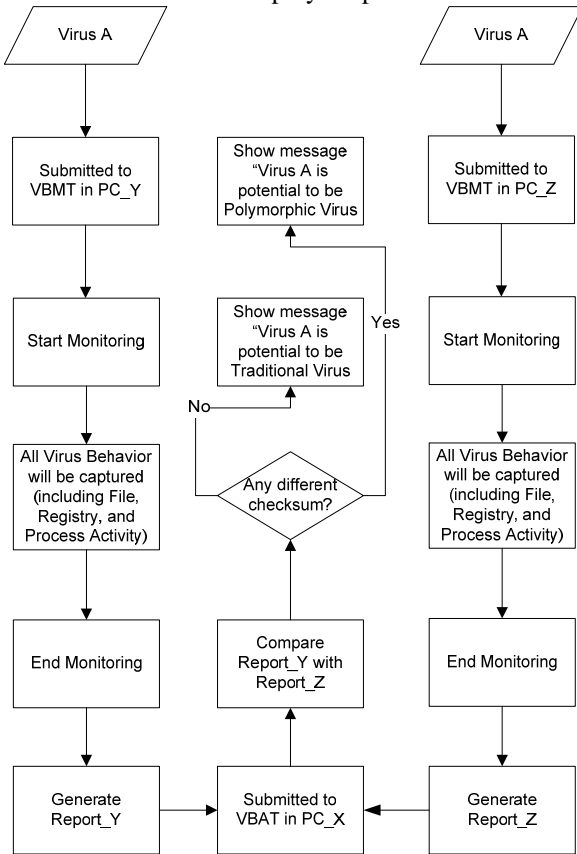 Virus A
Submitted to
VBMT in PC_Y
Start Monitoring
All Virus Behavior
will be captured
(including File,
Registry, and
Process Activity)
End Monitoring
Generate
Report_Y
Show message
“Virus A is
potential to be
Polymorphic Virus
Show message
“Virus A is
potential to be
Traditional Virus
Yes
No
Any different
checksum?
Compare
Report_Y with
Report_Z
Submitted to
VBAT in PC_X
Virus A
Submitted to
VBMT in PC_Z
Start Monitoring
All Virus Behavior
will be captured
(including File,
Registry, and
Process Activity)
End Monitoring
Generate
Report_Z